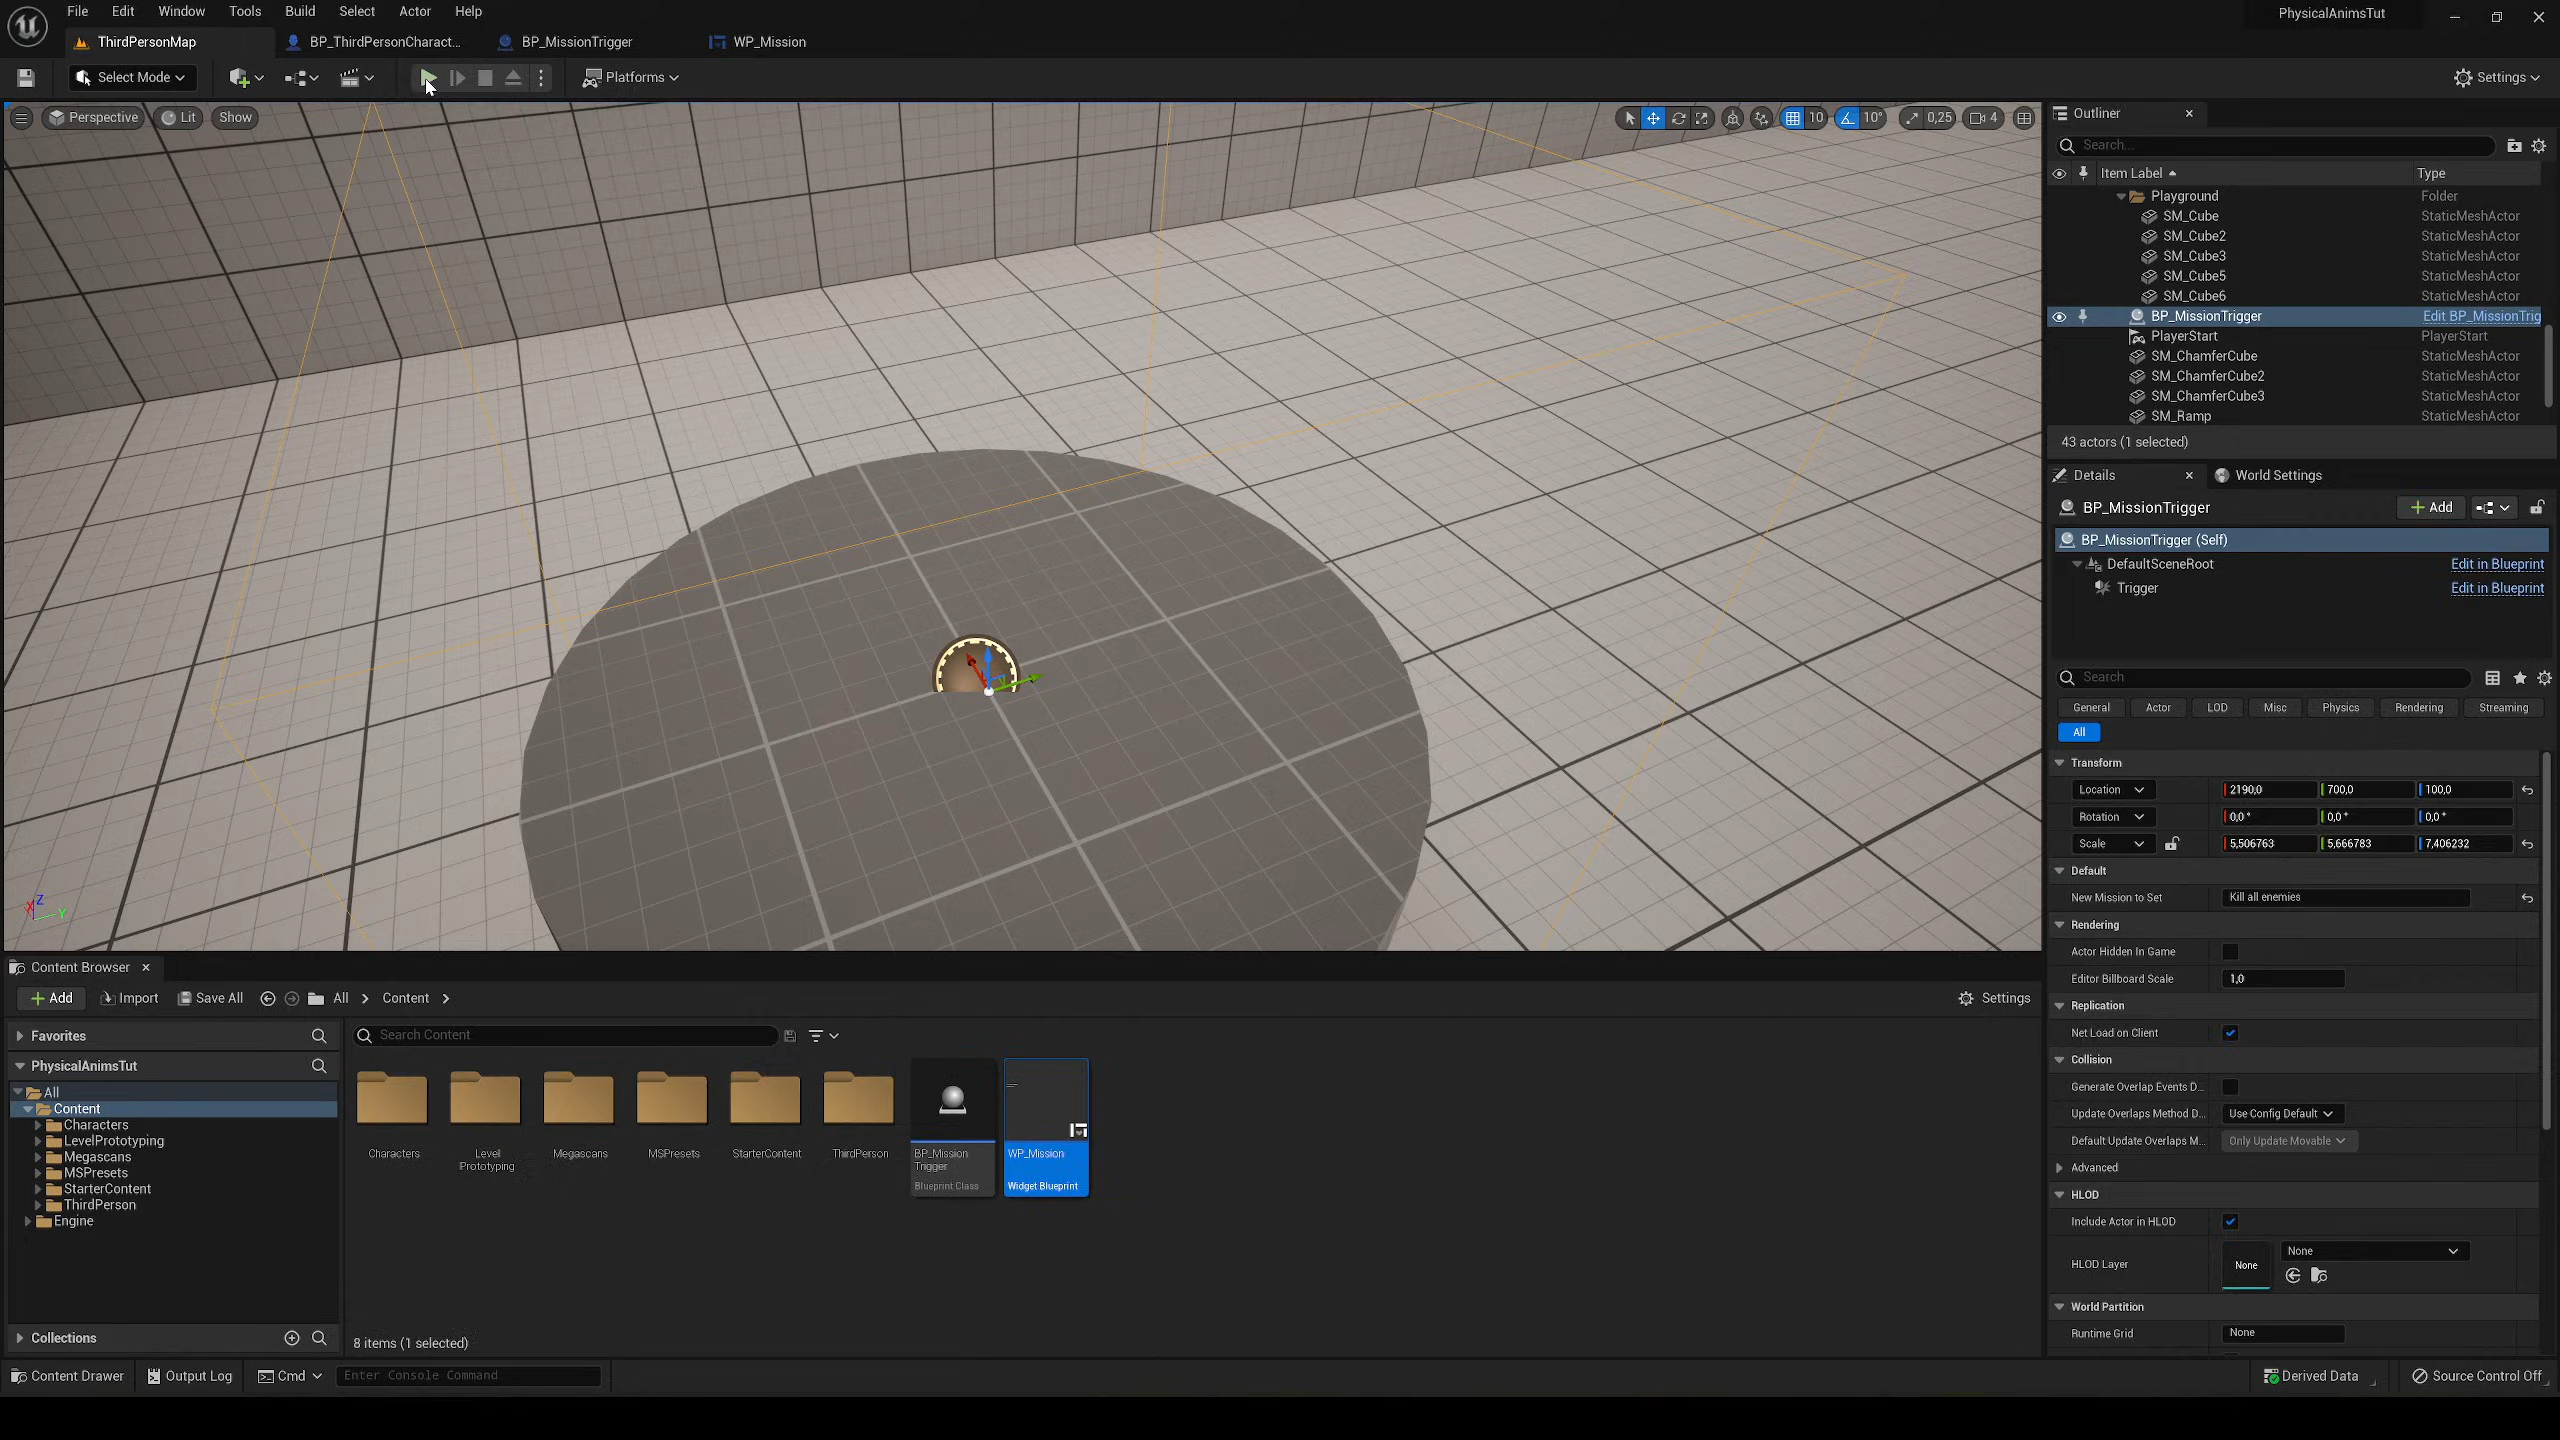 File Edit Window Tools Build Select Actor Help PhysicalAnimsTut
ThirdPersonMap BP_ThirdPersonCharact... BP_MissionTrigger WP_Mission
Select Mode Platforms Settings
Perspective Lit Show 10 10° 0,25 4
Outliner
Search...
Item Label Type
Playground Folder
SM_Cube StaticMeshActor
SM_Cube2 StaticMeshActor
SM_Cube3 StaticMeshActor
SM_Cube5 StaticMeshActor
SM_Cube6 StaticMeshActor
BP_MissionTrigger Edit BP_MissionTrig
PlayerStart PlayerStart
SM_ChamferCube StaticMeshActor
SM_ChamferCube2 StaticMeshActor
SM_ChamferCube3 StaticMeshActor
SM_Ramp StaticMeshActor
43 actors (1 selected)
Details World Settings
BP_MissionTrigger Add
BP_MissionTrigger (Self)
DefaultSceneRoot Edit in Blueprint
Trigger Edit in Blueprint
Search
General Actor LOD Misc Physics Rendering Streaming
All
Transform
Location 2190,0 700,0 100,0
Rotation 0,0 ° 0,0 ° 0,0 °
Scale 5,506763 5,666783 7,406232
Default
New Mission to Set Kill all enemies
Rendering
Actor Hidden In Game
Editor Billboard Scale 1,0
Replication
Net Load on Client
Collision
Generate Overlap Events D...
Update Overlaps Method D... Use Config Default
Default Update Overlaps M... Only Update Movable
Advanced
HLOD
Include Actor in HLOD
HLOD Layer None None
World Partition
Runtime Grid None
Z
X
Y
Content Browser
Add Import Save All All Content Settings
Favorites Search Content
PhysicalAnimsTut
All
Content
Characters
LevelPrototyping
Megascans
MSPresets
StarterContent
ThirdPerson
Engine
Collections
Characters Level Prototyping Megascans MSPresets StarterContent ThirdPerson BP_Mission Trigger WP_Mission
Blueprint Class Widget Blueprint
8 items (1 selected)
Content Drawer Output Log Cmd Enter Console Command Derived Data Source Control Off